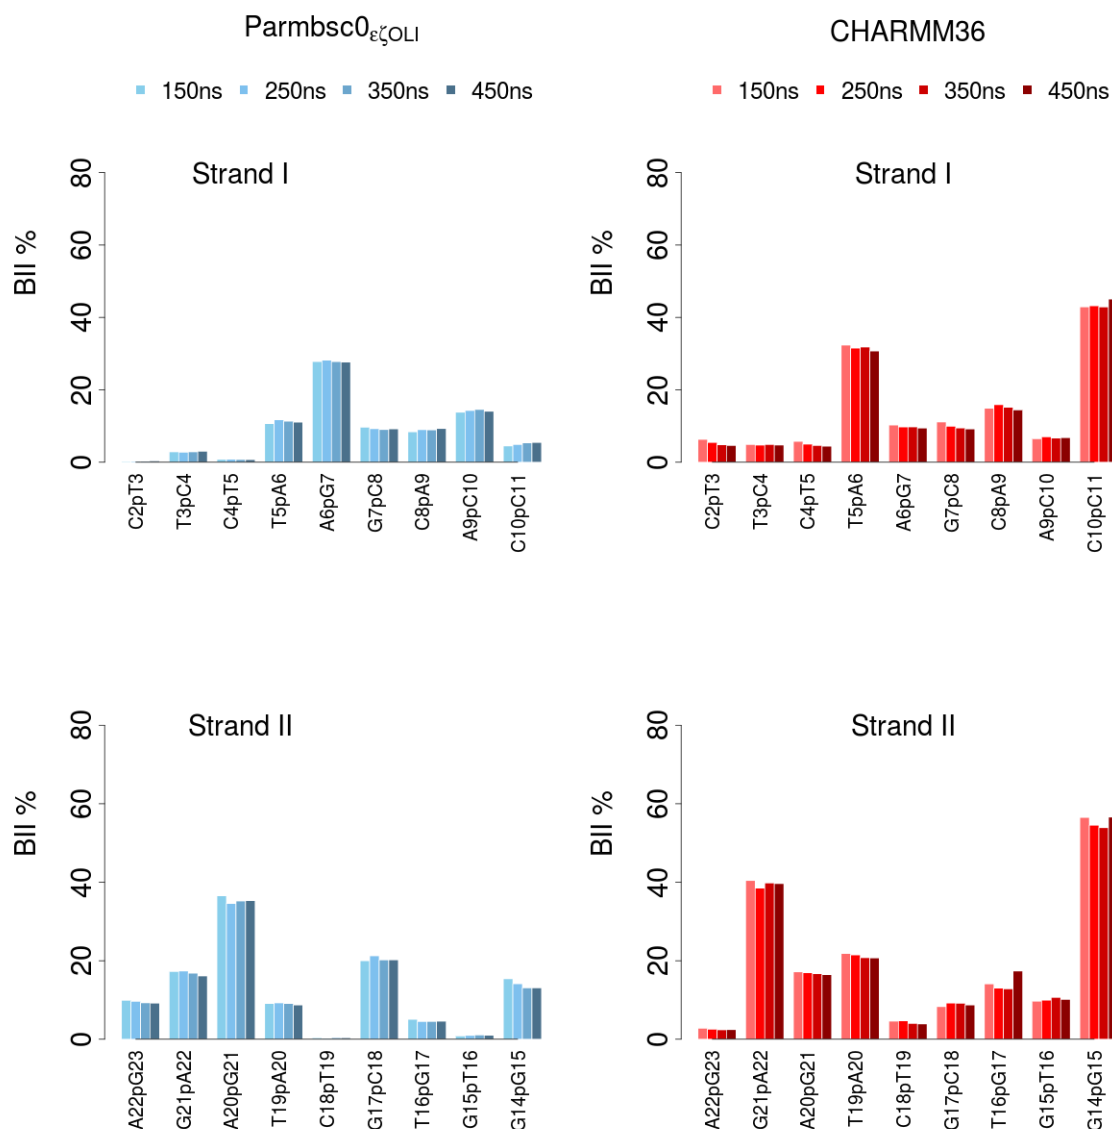 Parmbsc0εζOLI
CHARMM36
150ns 250ns 350ns 450ns
150ns 250ns 350ns 450ns
Strand I
BII %
0 20 40 60 80
C2pT3 T3pC4 C4pT5 T5pA6 A6pG7 G7pC8 C8pA9 A9pC10 C10pC11
Strand I
BII %
0 20 40 60 80
C2pT3 T3pC4 C4pT5 T5pA6 A6pG7 G7pC8 C8pA9 A9pC10 C10pC11
Strand II
BII %
0 20 40 60 80
A22pG23 G21pA22 A20pG21 T19pA20 C18pT19 G17pC18 T16pG17 G15pT16 G14pG15
Strand II
BII %
0 20 40 60 80
A22pG23 G21pA22 A20pG21 T19pA20 C18pT19 G17pC18 T16pG17 G15pT16 G14pG15